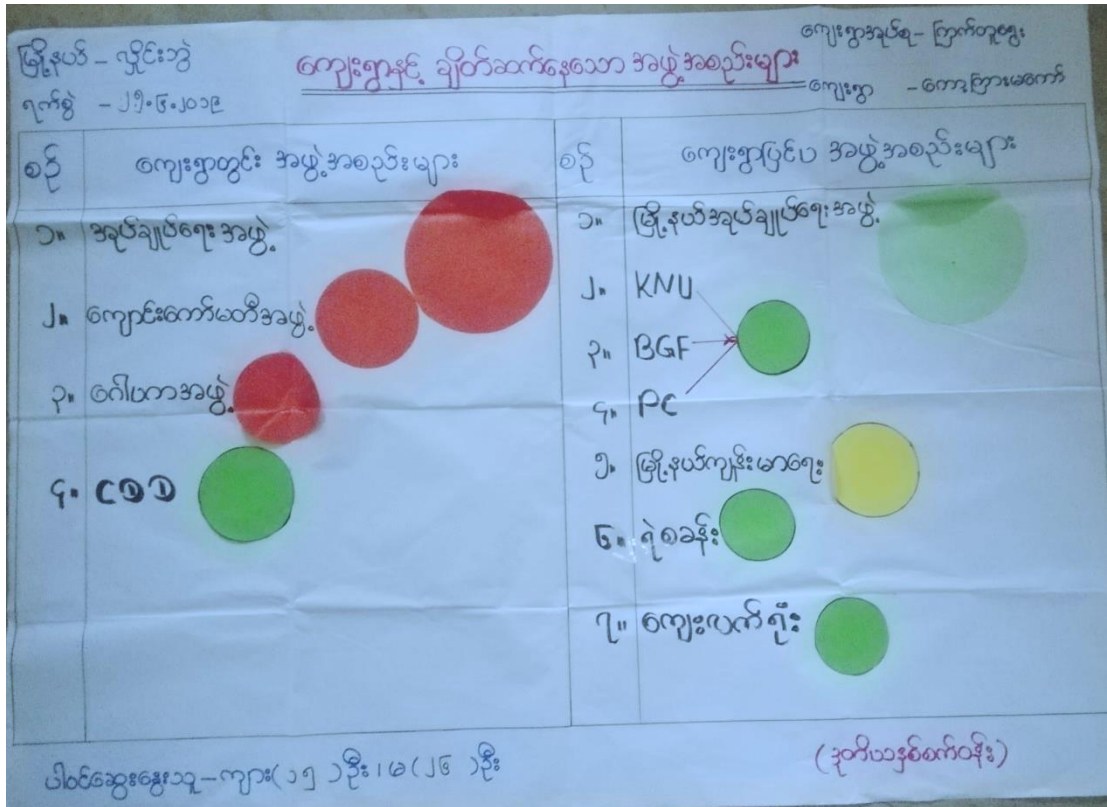 မြို့နယ် - လှိုင်းဘွဲ
ရက်စွဲ - ၂၅.၆.၂၀၁၉
ကျေးရွာနှင့် ချိတ်ဆက်နေသော အဖွဲ့အစည်းများ
ကျေးရွာအုပ်စု - ကြက်တူရွေး
ကျေးရွာ - ကော့ကြားမကော်
စဉ် ကျေးရွာတွင်း အဖွဲ့အစည်းများ
၁။ အုပ်ချုပ်ရေးအဖွဲ့
၂။ ကျောင်းကော်မတီအဖွဲ့
၃။ ဂေါပကအဖွဲ့
၄။ CDD
စဉ် ကျေးရွာပြင်ပ အဖွဲ့အစည်းများ
၁။ မြို့နယ်အုပ်ချုပ်ရေးအဖွဲ့
၂။ KNU
၃။ BGF
၄။ PC
၅။ မြို့နယ်ကျန်းမာရေး
၆။ ရဲစခန်း
၇။ ကျေးလက်ရုံး
ပါဝင်ဆွေးနွေးသူ - ကျား (၁၅) ဦး၊ မ (၂၆) ဦး
(ဒုတိယနှစ်စက်ဝန်း)